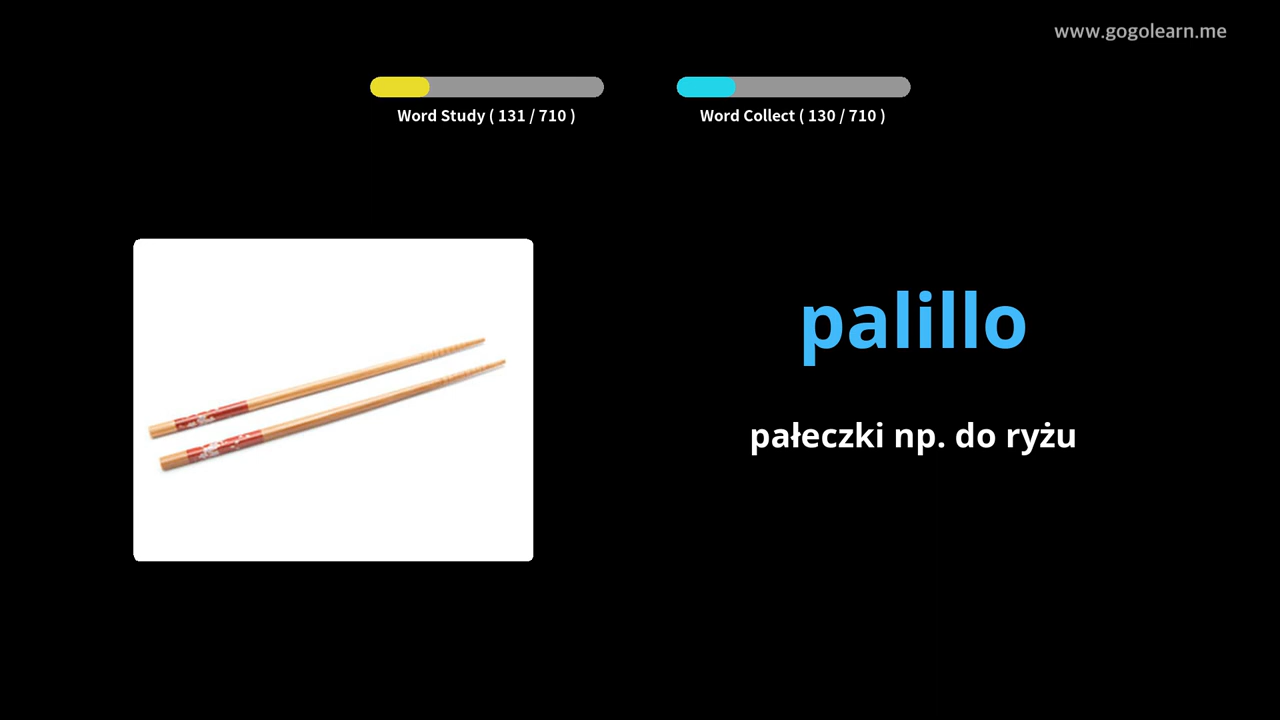 www.gogolearn.me
Word Study ( 131 / 710 )
Word Collect ( 130 / 710 )
palillo
pałeczki np. do ryżu